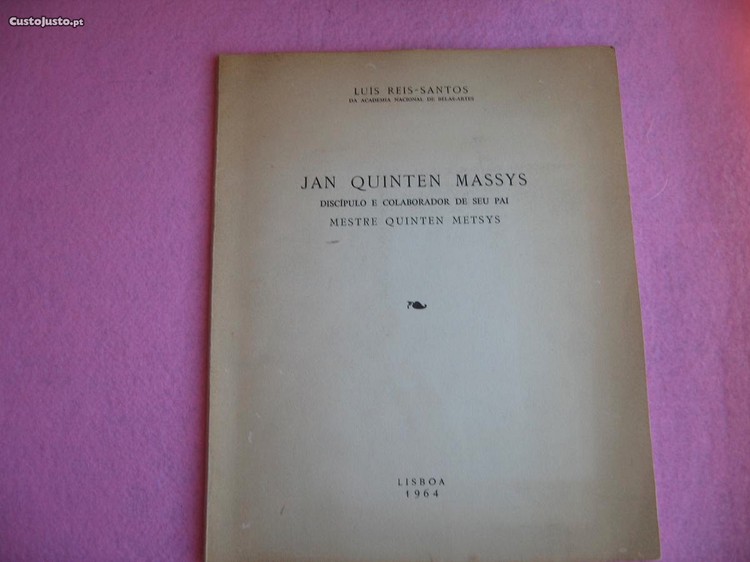 CustoJusto.pt
LUÍS REIS-SANTOS
DA ACADEMIA NACIONAL DE BELAS-ARTES
JAN QUINTEN MASSYS
DISCÍPULO E COLABORADOR DE SEU PAI
MESTRE QUINTEN METSYS
LISBOA
1964